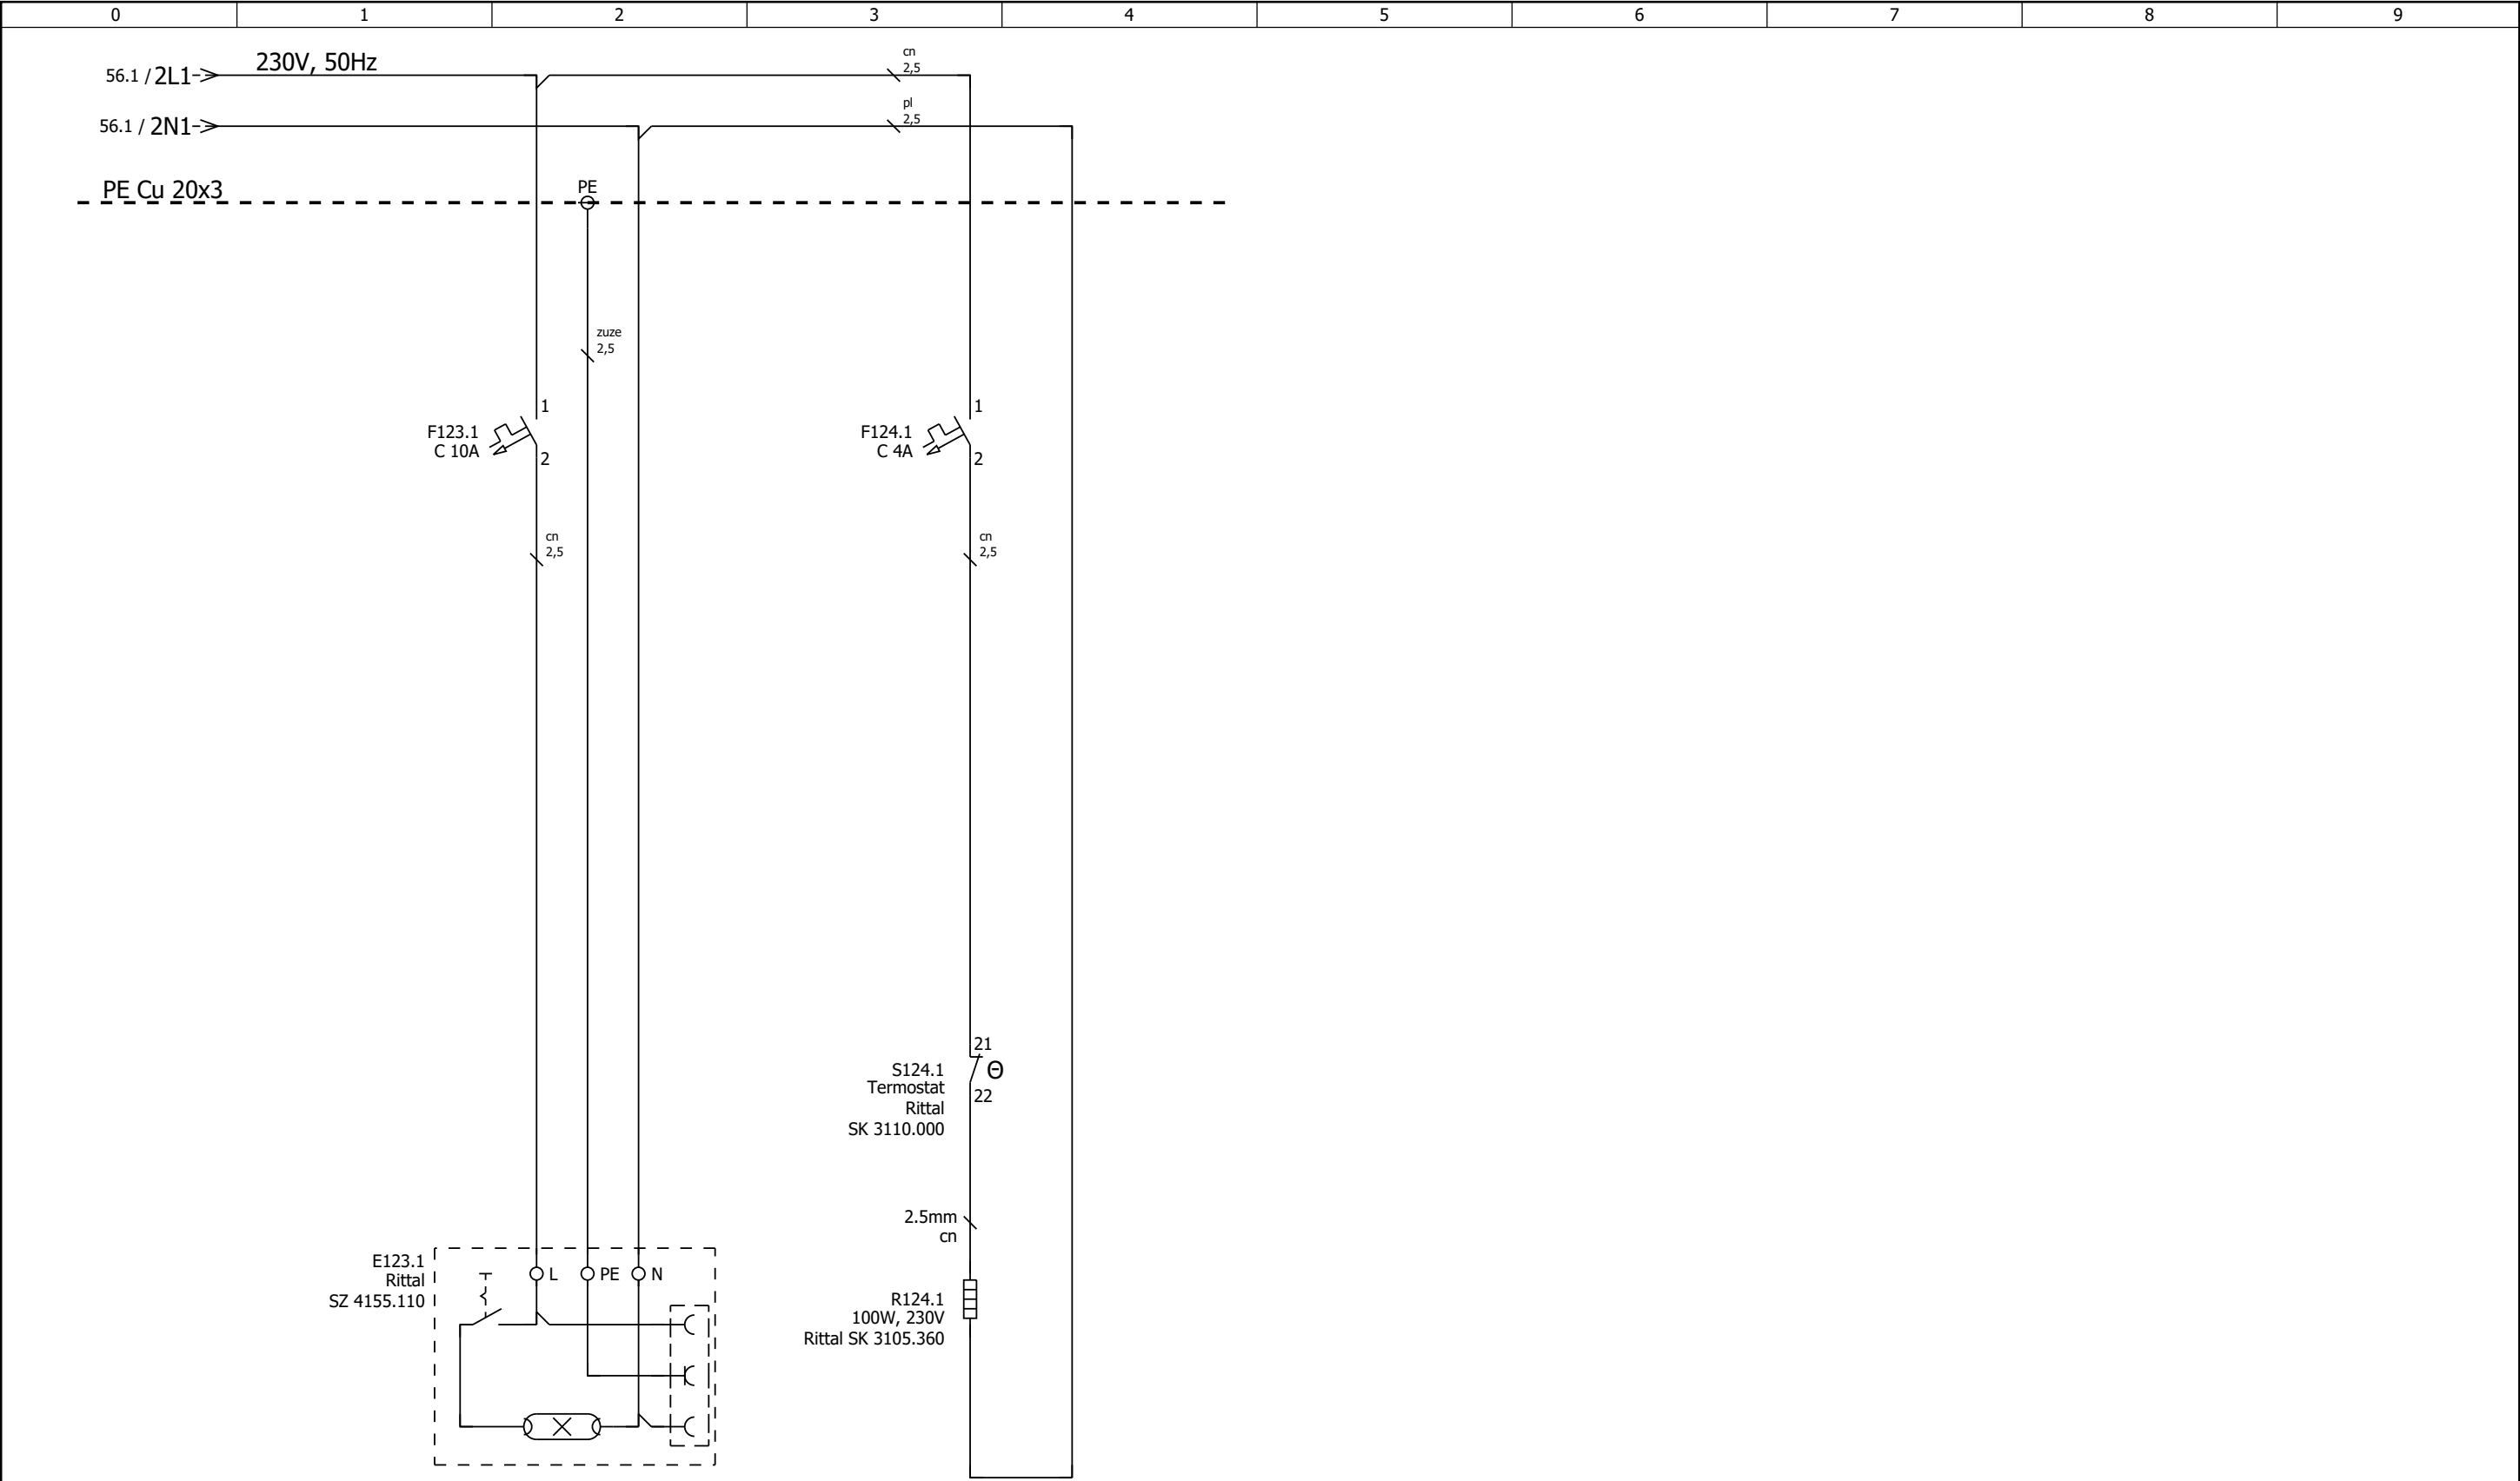 0 1 2 3 4 5 6 7 8 9
56.1 / 2L1
230V, 50Hz
cn
2,5
56.1 / 2N1
pl
2,5
PE Cu 20x3
PE
zuze
2,5
F123.1
C 10A
1
2
F124.1
C 4A
1
2
cn
2,5
cn
2,5
21
S124.1
Termostat
Rittal
SK 3110.000
Θ
22
2.5mm
cn
E123.1
Rittal
SZ 4155.110
L PE N
R124.1
100W, 230V
Rittal SK 3105.360